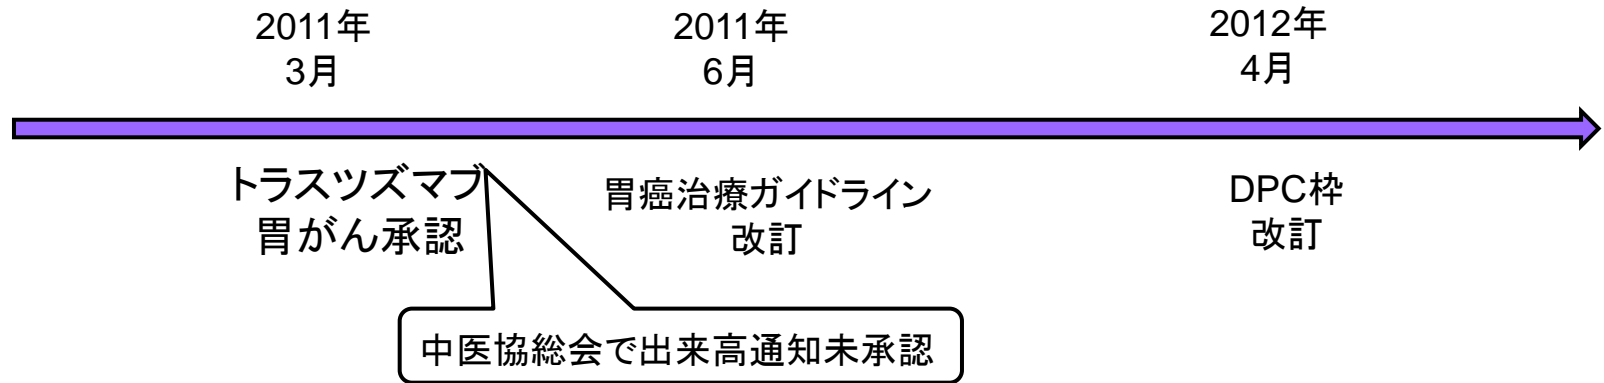 2011年
3月
2011年
6月
2012年
4月
トラスツズマブ
胃がん承認
胃癌治療ガイドライン
改訂
DPC枠
改訂
中医協総会で出来高通知未承認